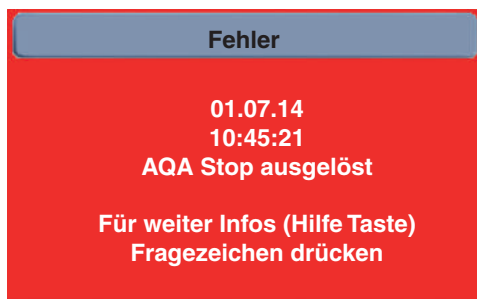 Fehler
01.07.14
10:45:21
AQA Stop ausgelöst
Für weiter Infos (Hilfe Taste)
Fragezeichen drücken